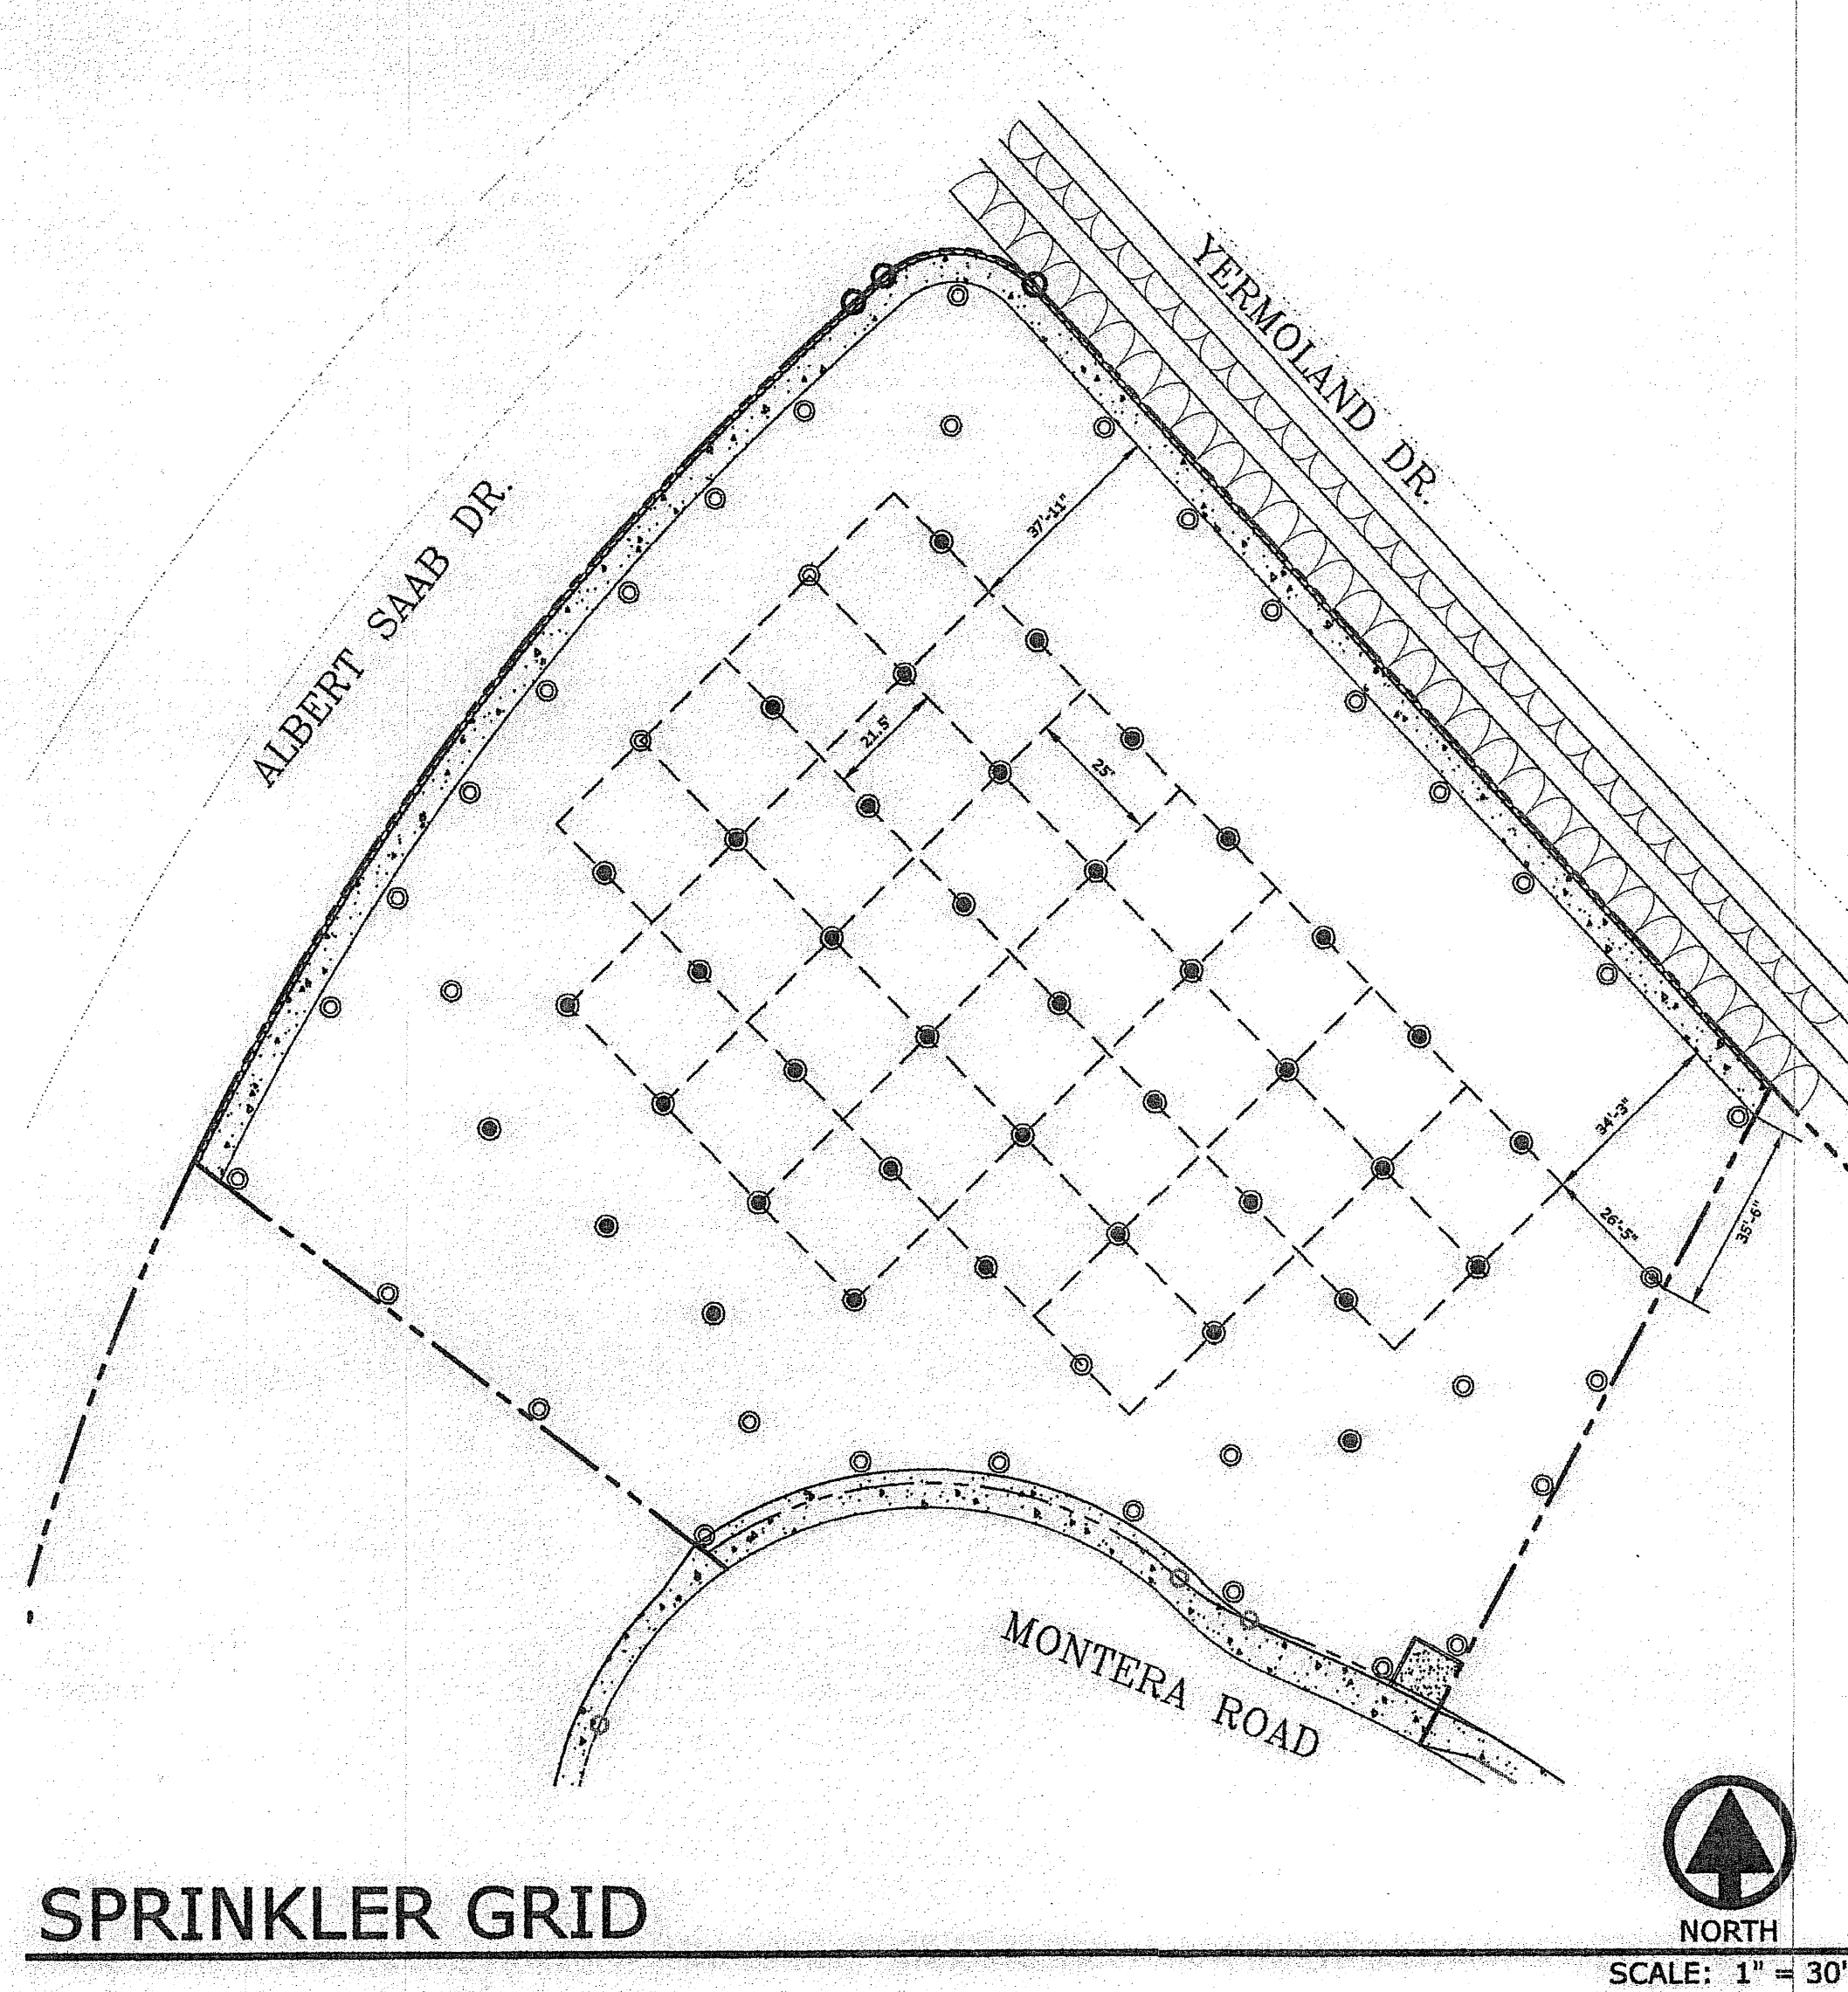 YERMOLAND DR.
ALBERT SAAB DR.
37'-11"
21.5'
25'
34'-3"
26'-5"
35'-6"
MONTERA ROAD
SPRINKLER GRID
NORTH
SCALE: 1" = 30'